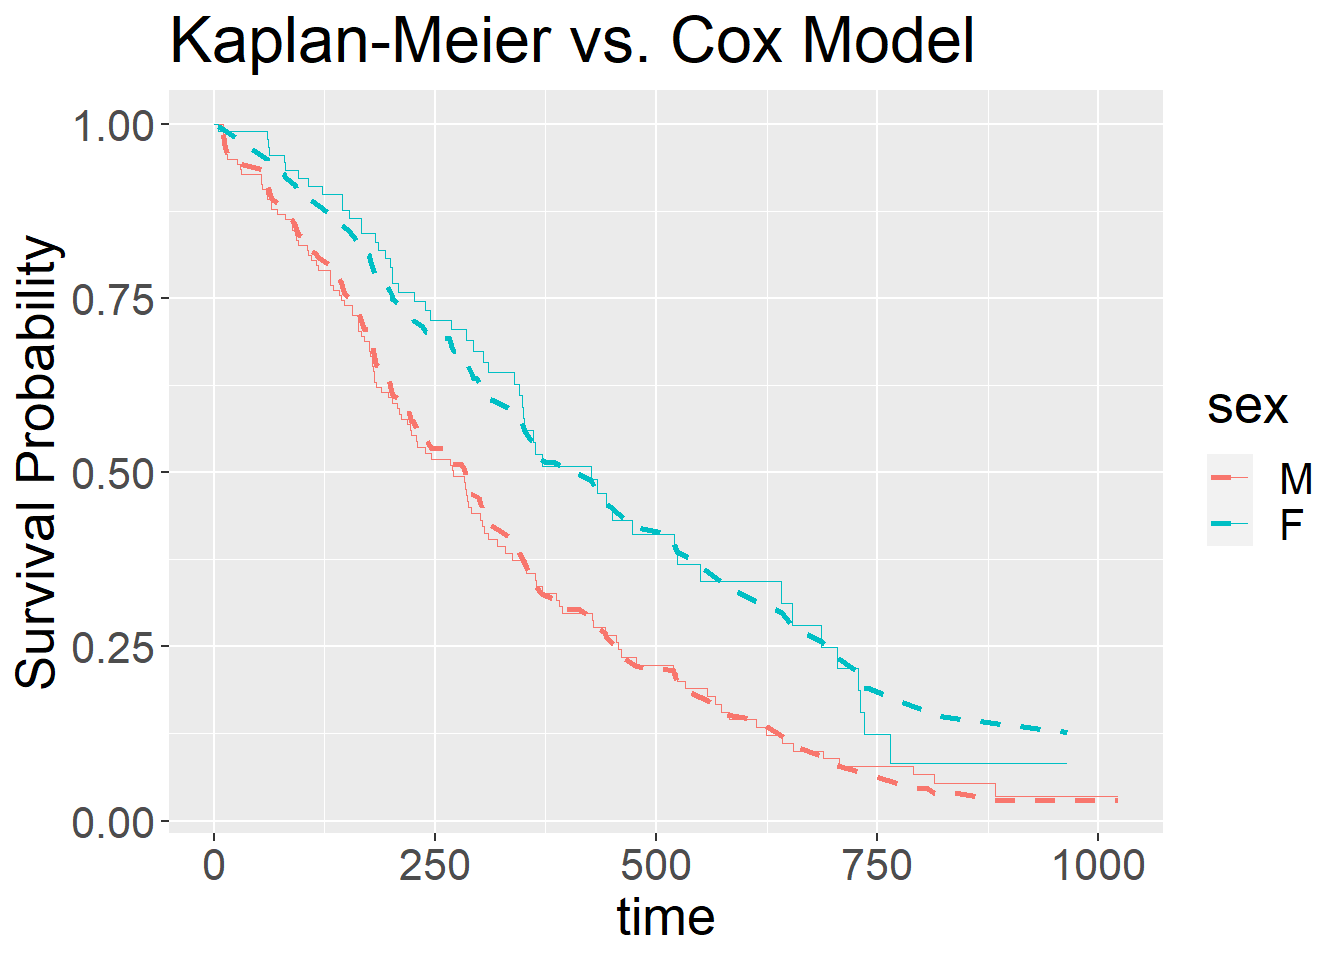 Kaplan-Meier vs. Cox Model
Survival Probability
1.00
0.75
0.50
0.25
0.00
0 250 500 750 1000
time
sex
M
F